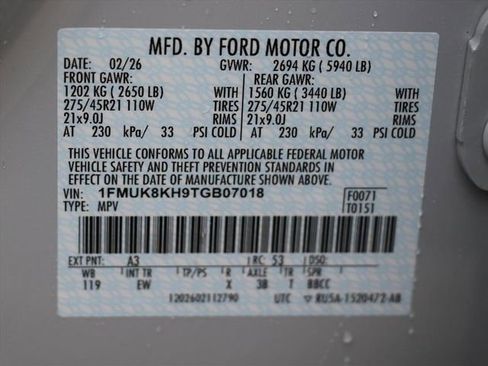 MFD. BY FORD MOTOR CO.
DATE: 02/26 GVWR: 2694 KG ( 5940 LB)
FRONT GAWR: REAR GAWR:
1202 KG ( 2650 LB) WITH 1560 KG ( 3440 LB) WITH
275/45R21 110W TIRES 275/45R21 110W TIRES
21x9.0J RIMS 21x9.0J RIMS
AT 230 kPa/ 33 PSI COLD AT 230 kPa/ 33 PSI COLD
THIS VEHICLE CONFORMS TO ALL APPLICABLE FEDERAL MOTOR
VEHICLE SAFETY AND THEFT PREVENTION STANDARDS IN
EFFECT ON THE DATE OF MANUFACTURE SHOWN ABOVE.
VIN: 1FMUK8KH9TGB07018 F0071
TYPE: MPV T0151
EXT PNT: A3 RC: 53 DSO:
WB INT TR TP/PS R AXLE TR SPR
119 EW X 3B T BBCC
1202602112790 UTC RU5A-1520472-AB